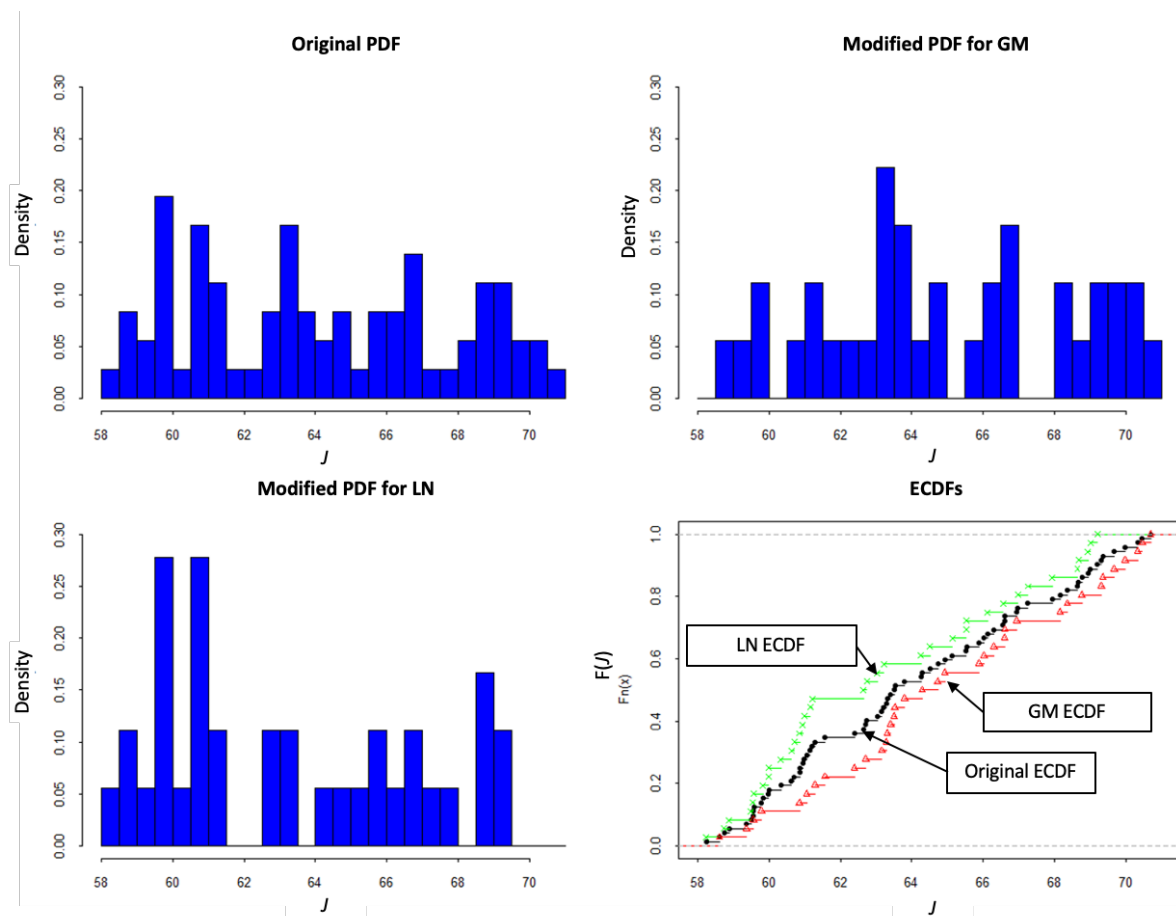 Original PDF
0.30
0.25
0.20
0.15
0.10
0.05
0.00
Density
58 60 62 64 66 68 70
J
Modified PDF for GM
0.30
0.25
0.20
0.15
0.10
0.05
0.00
Density
58 60 62 64 66 68 70
J
Modified PDF for LN
0.30
0.25
0.20
0.15
0.10
0.05
0.00
Density
58 60 62 64 66 68 70
J
ECDFs
1.0
0.8
0.6
0.4
0.2
0.0
F(J)
Fn(x)
LN ECDF
GM ECDF
Original ECDF
58 60 62 64 66 68 70
J